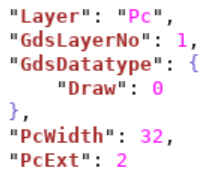 "Layer": "Pc",
"GdsLayerNo": 1,
"GdsDatatype": {
    "Draw": 0
},
"PcWidth": 32,
"PcExt": 2